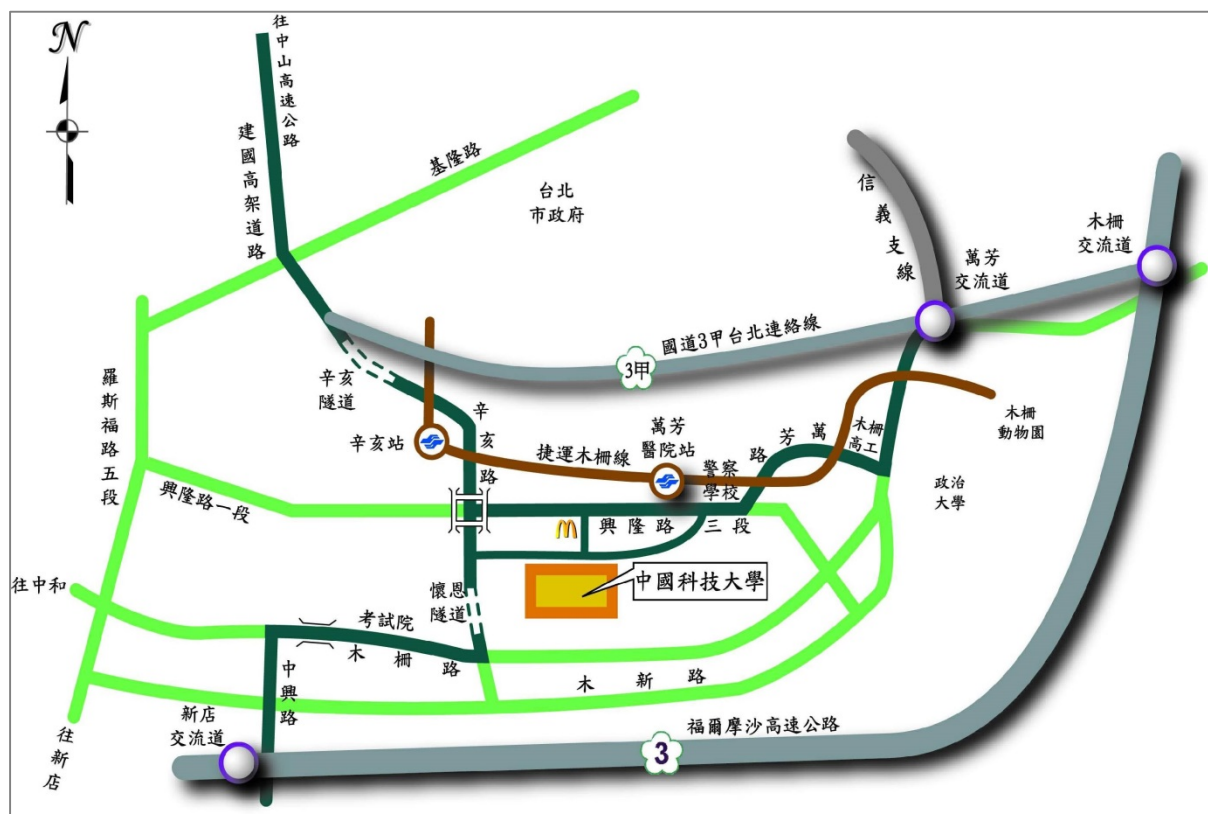 N
往中山高速公路
建國高架道路
基隆路
台北
市政府
信義支線
木柵
交流道
萬芳
交流道
國道3甲台北連絡線
3甲
辛亥
隧道
羅斯福路五段
辛亥路
辛亥站
捷運木柵線
萬芳
醫院站
警察
學校
萬芳路
木柵
高工
木柵
動物園
政治
大學
興隆路一段
興隆路三段
M
中國科技大學
往中和
懷恩
隧道
考試院
木柵路
中興路
木新路
新店
交流道
福爾摩沙高速公路
3
往新店